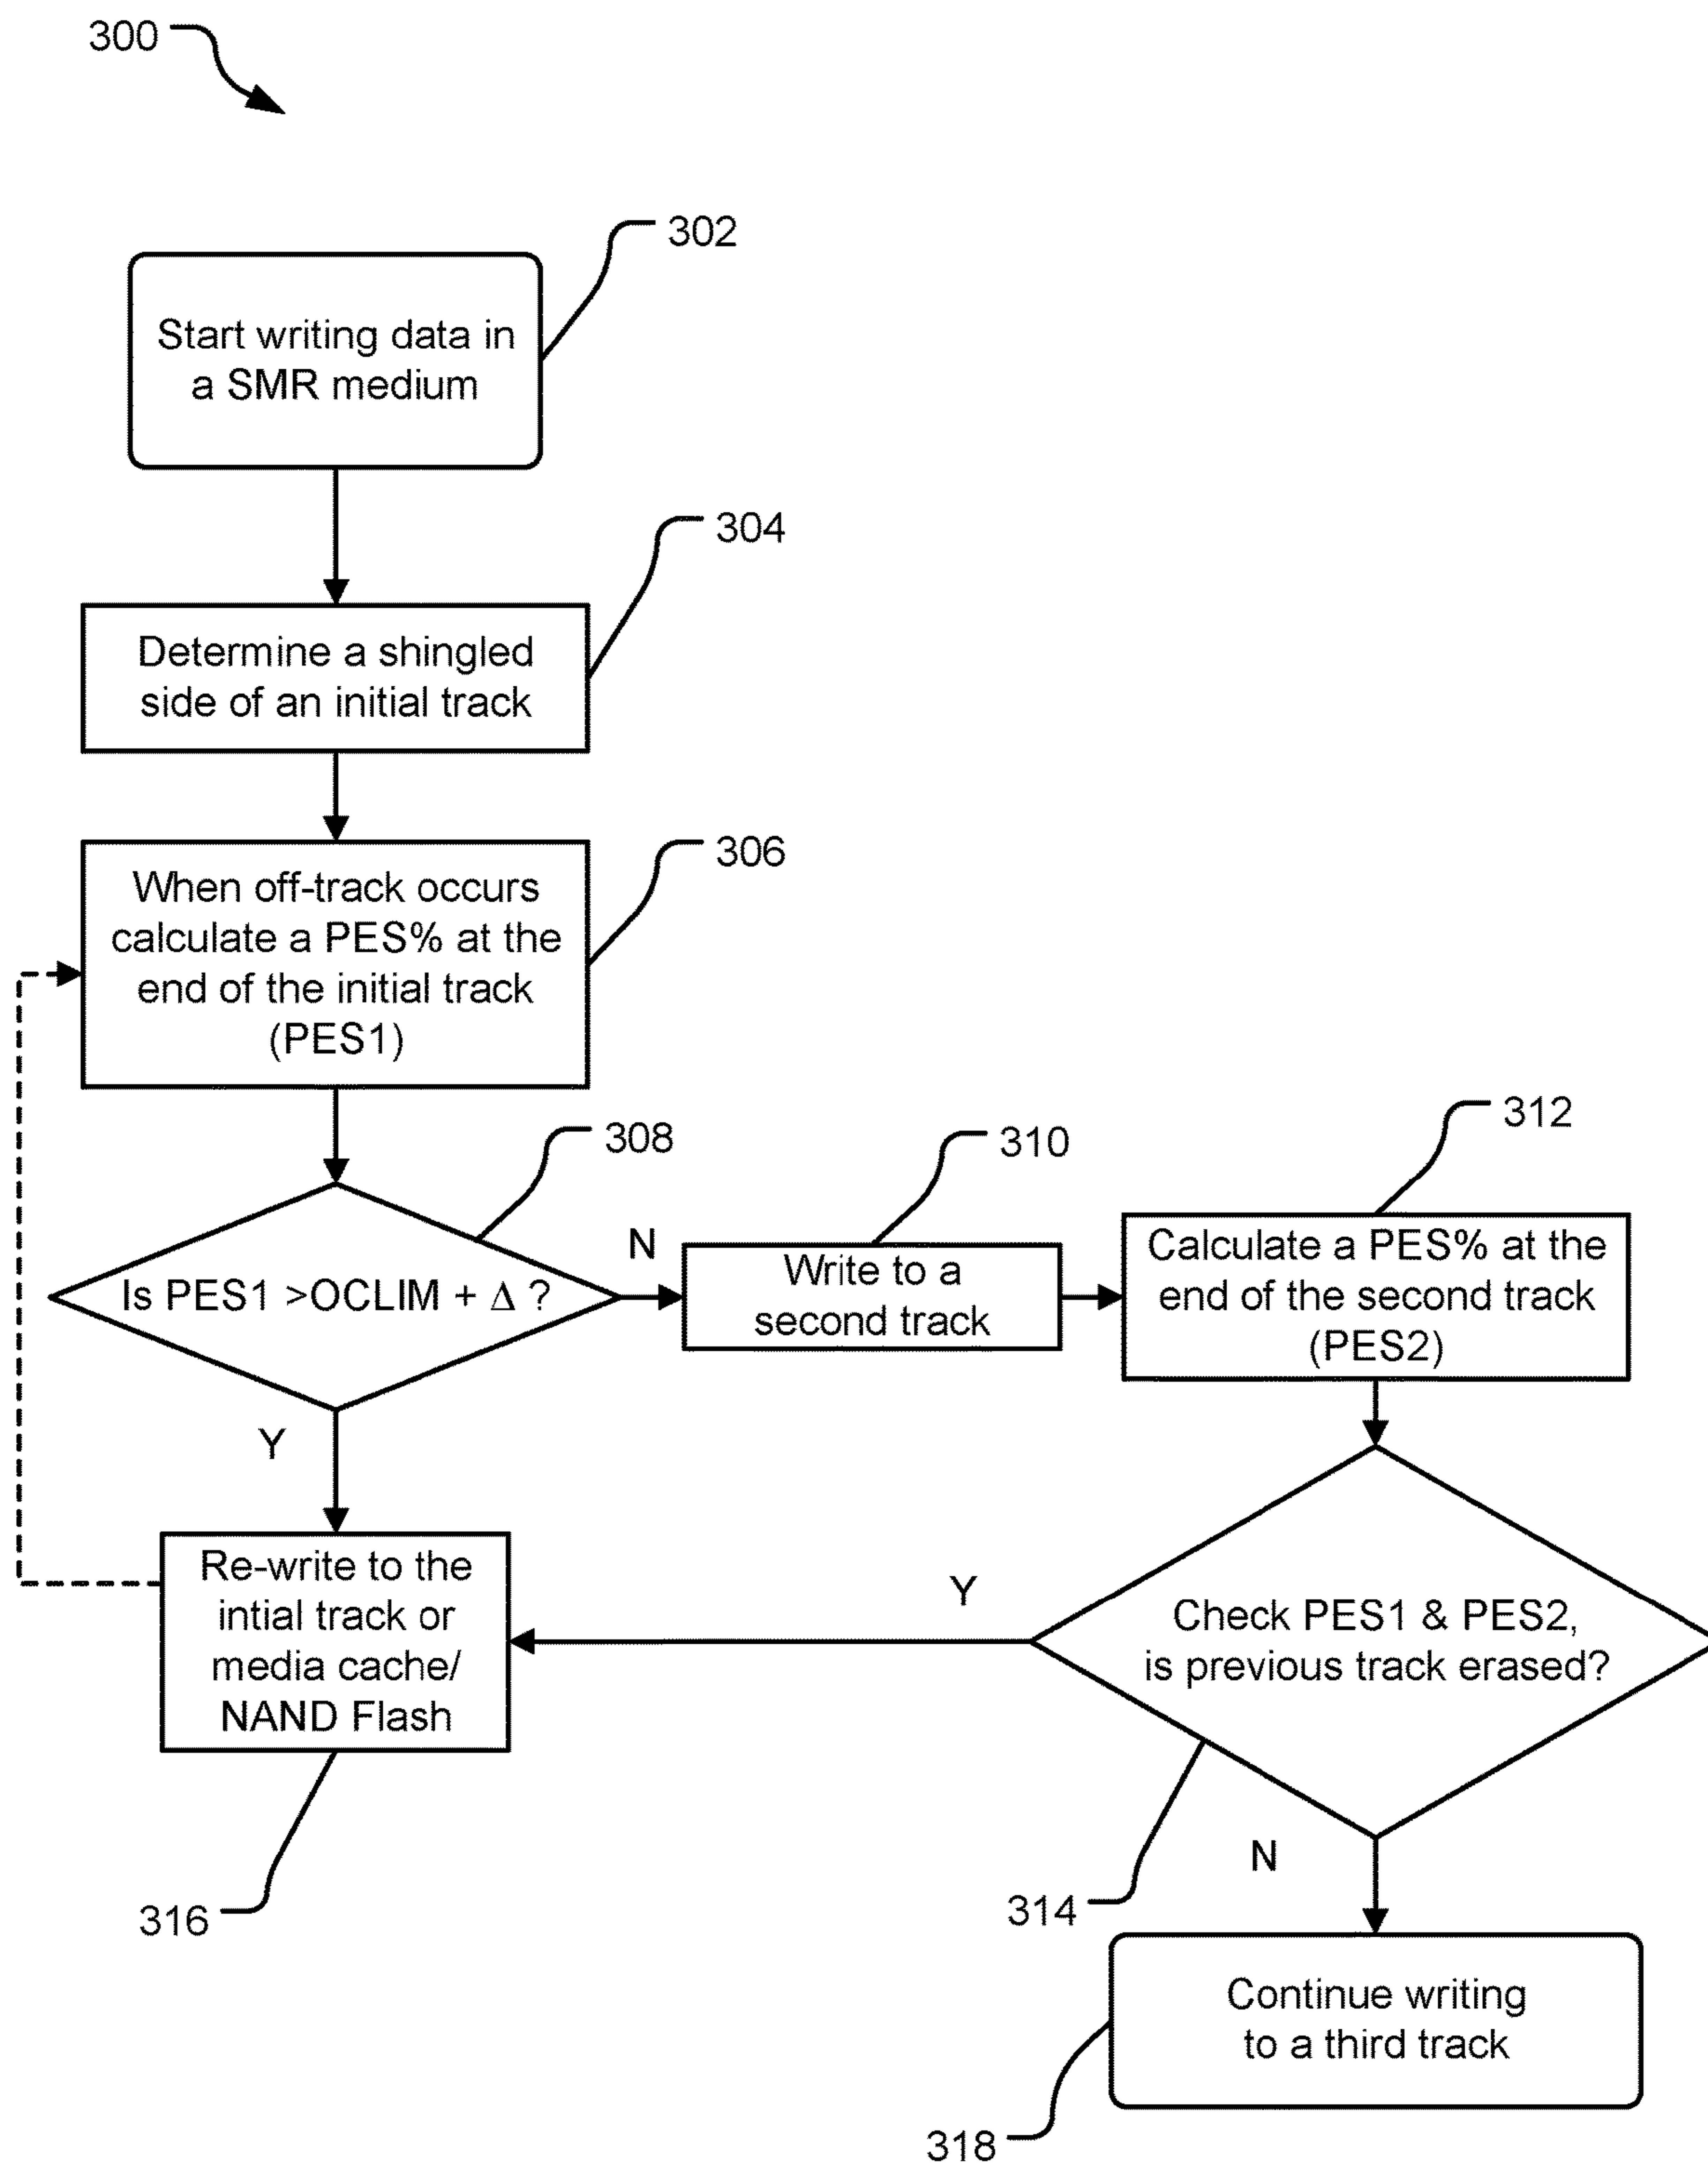 300
302
Start writing data in
a SMR medium
304
Determine a shingled
side of an initial track
306
When off-track occurs
calculate a PES% at the
end of the initial track
(PES1)
308
Is PES1 >OCLIM + Δ ?
N
310
Write to a
second track
312
Calculate a PES% at the
end of the second track
(PES2)
Y
Re-write to the
intial track or
media cache/
NAND Flash
316
Y
Check PES1 & PES2,
is previous track erased?
314
N
Continue writing
to a third track
318